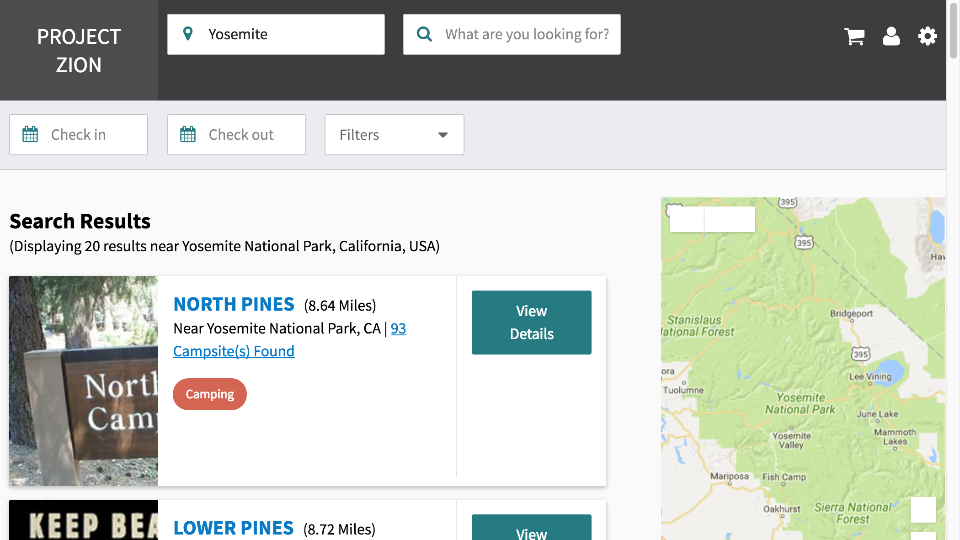 PROJECT
ZION
Yosemite
What are you looking for?
Check in
Check out
Filters
Search Results
(Displaying 20 results near Yosemite National Park, California, USA)
NORTH PINES (8.64 Miles)
Near Yosemite National Park, CA | 93
Campsite(s) Found
Camping
View
Details
North
Camp
LOWER PINES (8.72 Miles)
View
KEEP BEA
395
395
Bridgeport
Stanislaus
National Forest
395
Lee Vining
Tuolumne
Yosemite
National Park
June Lake
Yosemite
Valley
Mammoth
Lakes
Mariposa
Fish Camp
Oakhurst
Sierra National
Forest